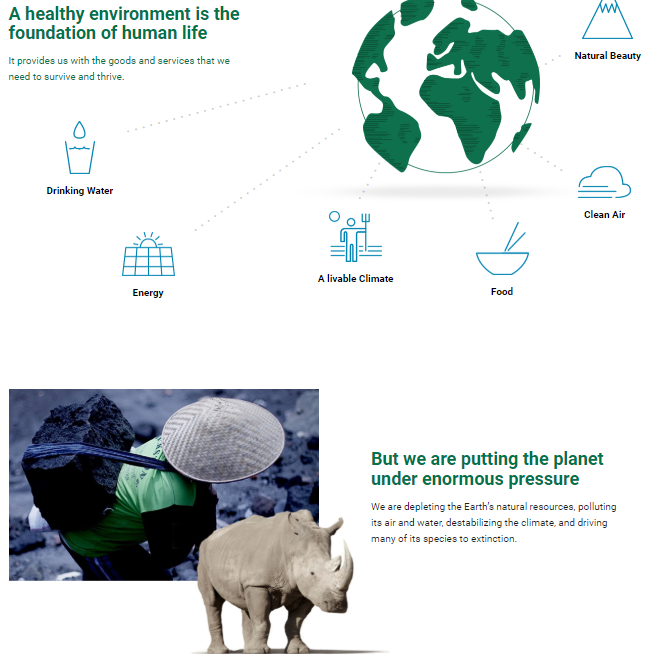 A healthy environment is the
foundation of human life
It provides us with the goods and services that we
need to survive and thrive.
Natural Beauty
Drinking Water
Clean Air
A livable Climate
Energy
Food
But we are putting the planet
under enormous pressure
We are depleting the Earth's natural resources, polluting
its air and water, destabilizing the climate, and driving
many of its species to extinction.